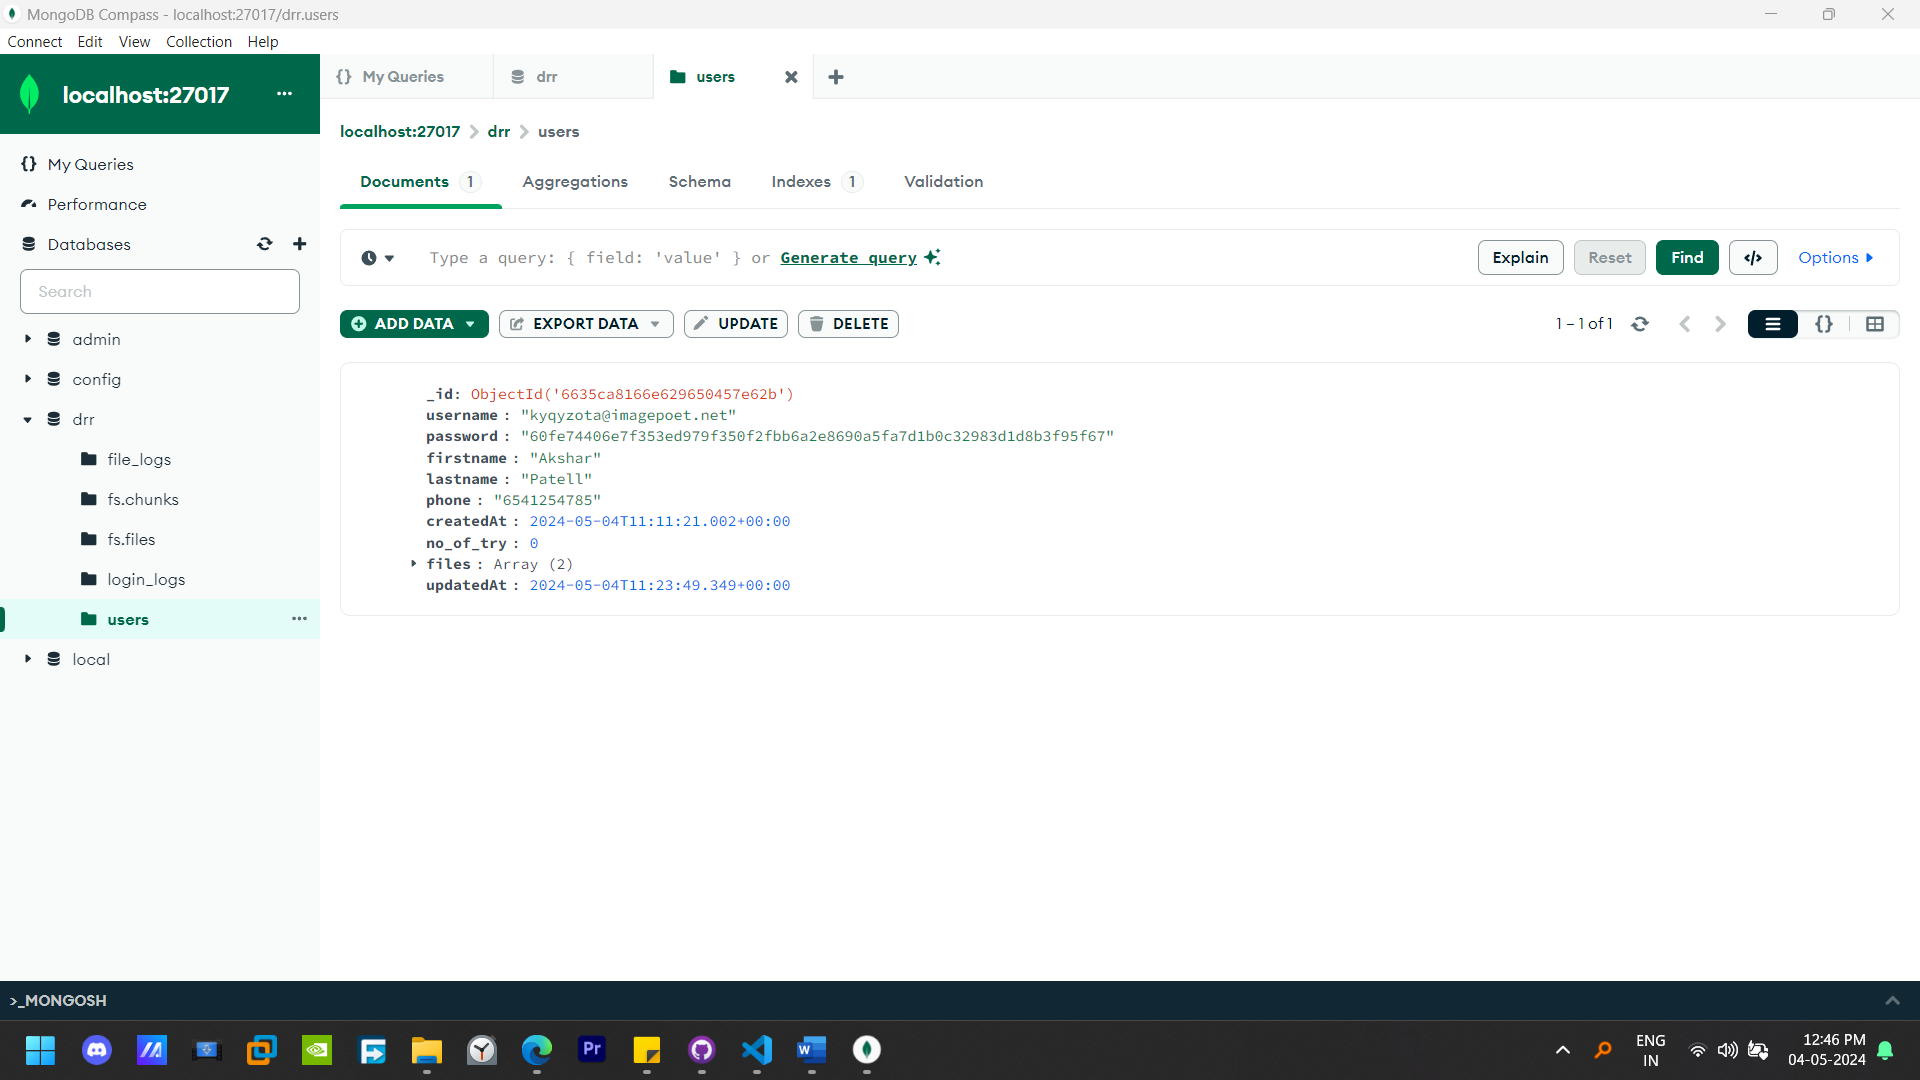 MongoDB Compass - localhost:27017/drr.users
Connect Edit View Collection Help
localhost:27017 ···
My Queries
drr
users
{} My Queries
Performance
Databases
Search
admin
config
drr
file_logs
fs.chunks
fs.files
login_logs
users ···
local
localhost:27017 > drr > users
Documents 1 Aggregations Schema Indexes 1 Validation
Type a query: { field: 'value' } or Generate query
Explain Reset Find </> Options
ADD DATA EXPORT DATA UPDATE DELETE
1 – 1 of 1
{}
_id: ObjectId('6635ca8166e629650457e62b')
username : "kyqyzota@imagepoet.net"
password : "60fe74406e7f353ed979f350f2fbb6a2e8690a5fa7d1b0c32983d1d8b3f95f67"
firstname : "Akshar"
lastname : "Patell"
phone : "6541254785"
createdAt : 2024-05-04T11:11:21.002+00:00
no_of_try : 0
files : Array (2)
updatedAt : 2024-05-04T11:23:49.349+00:00
>_MONGOSH
Pr
W
ENG
IN
12:46 PM
04-05-2024